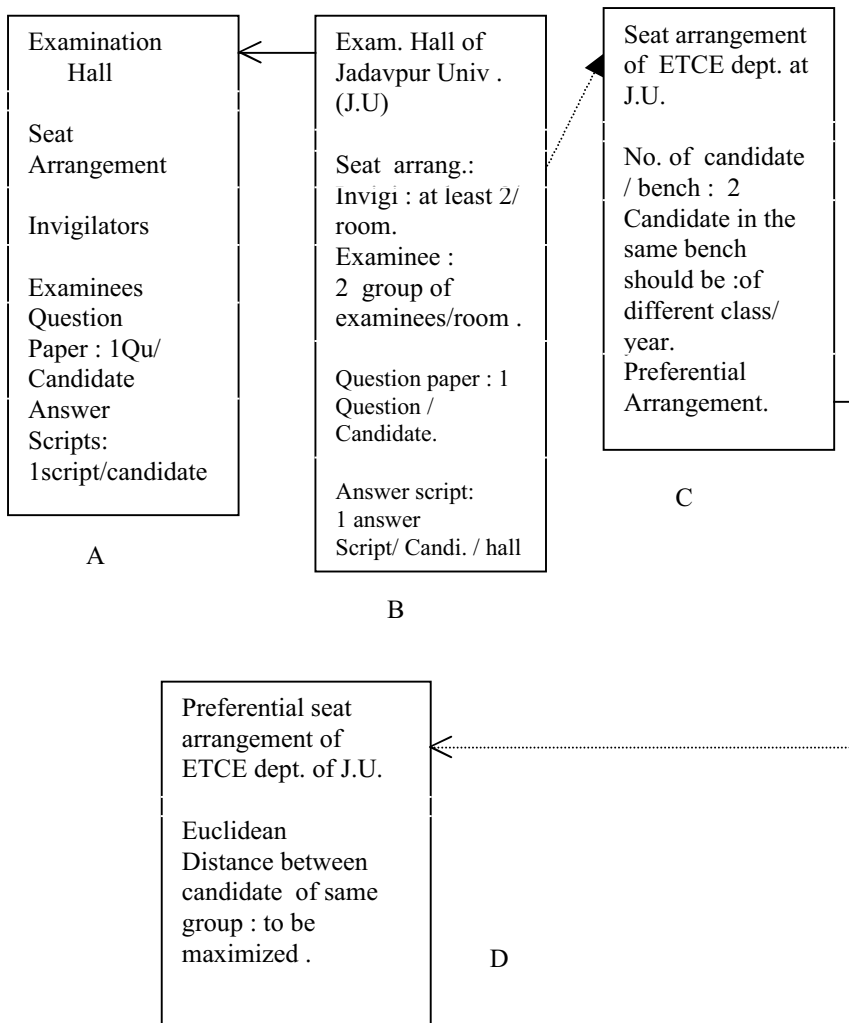 Examination
Hall
Seat
Arrangement
Invigilators
Examinees
Question
Paper : 1Qu/
Candidate
Answer
Scripts:
1script/candidate
A
Exam. Hall of
Jadavpur Univ .
(J.U)
Seat arrang.:
Invigi : at least 2/
room.
Examinee :
2 group of
examinees/room .
Question paper : 1
Question /
Candidate.
Answer script:
1 answer
Script/ Candi. / hall
B
Seat arrangement
of ETCE dept. at
J.U.
No. of candidate
/ bench : 2
Candidate in the
same bench
should be :of
different class/
year.
Preferential
Arrangement.
C
Preferential seat
arrangement of
ETCE dept. of J.U.
Euclidean
Distance between
candidate of same
group : to be
maximized .
D